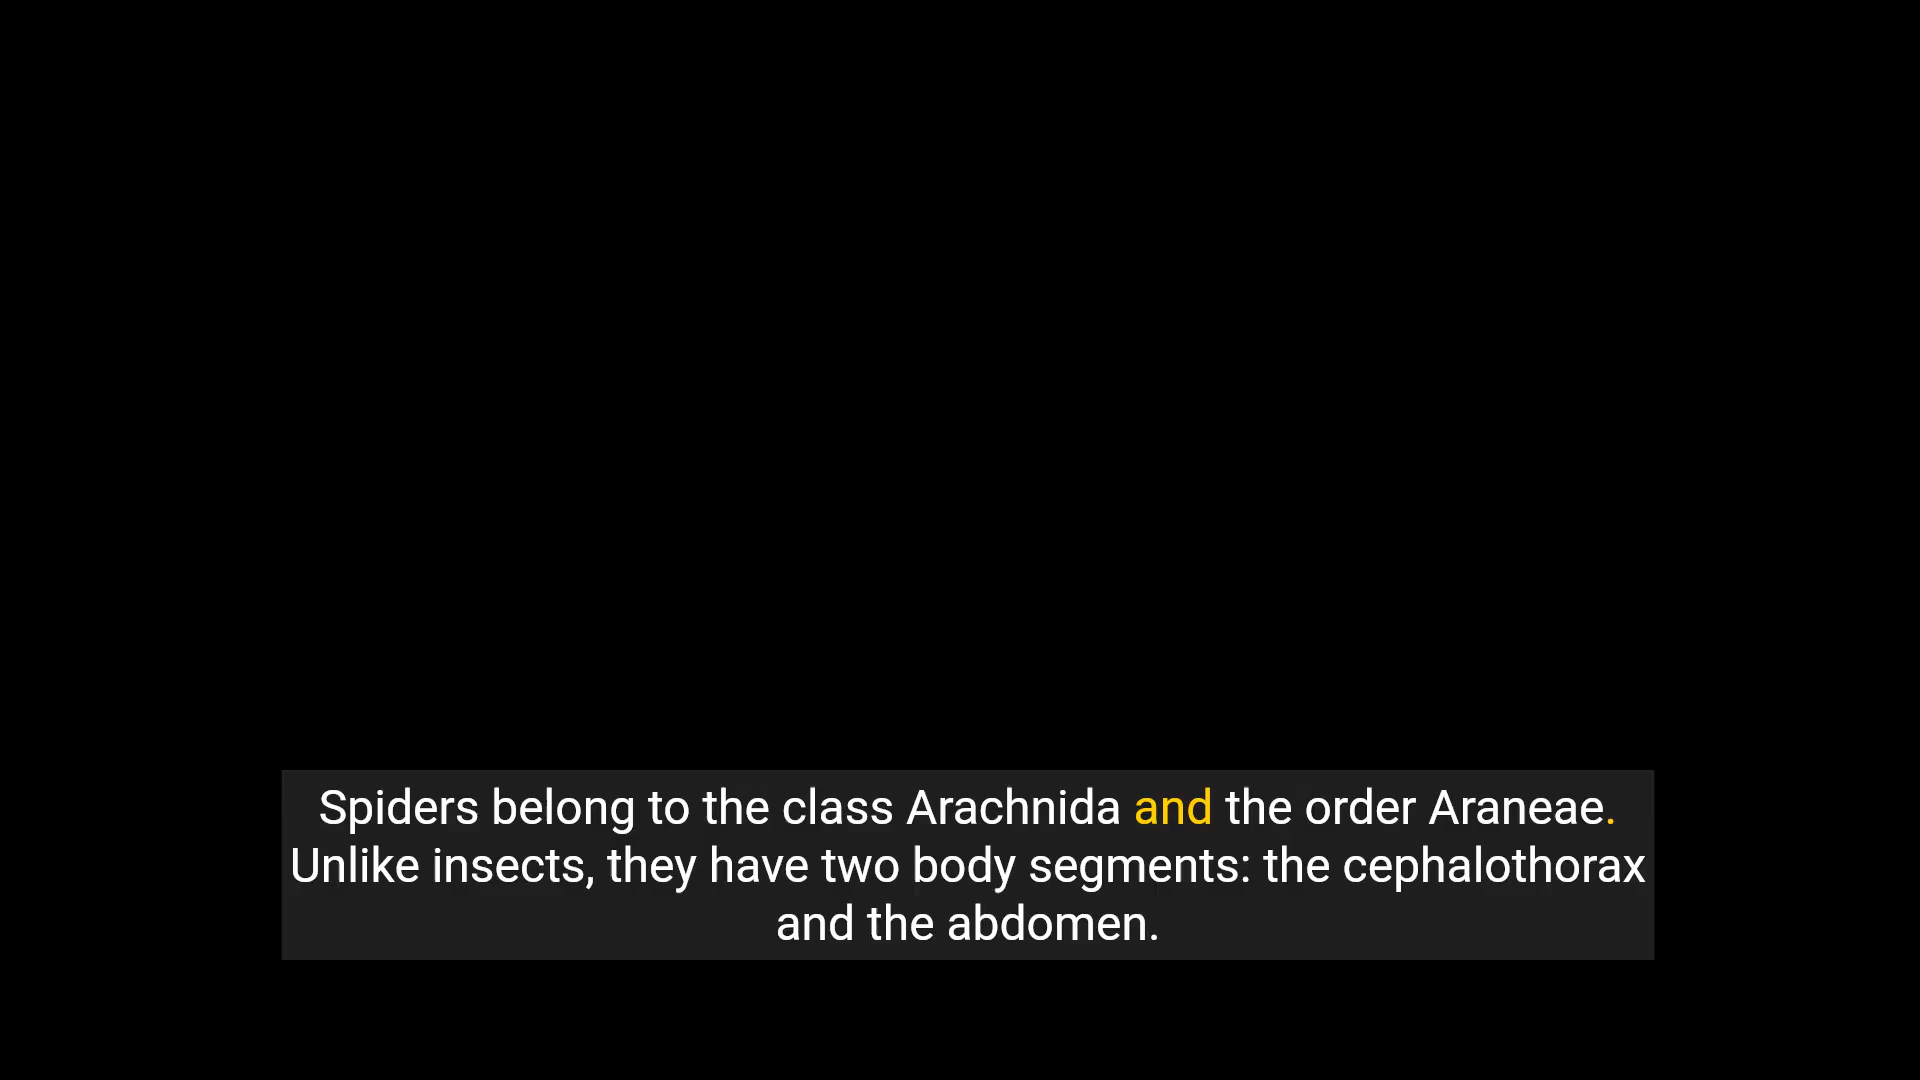 Spiders belong to the class Arachnida and the order Araneae.
Unlike insects, they have two body segments: the cephalothorax
and the abdomen.